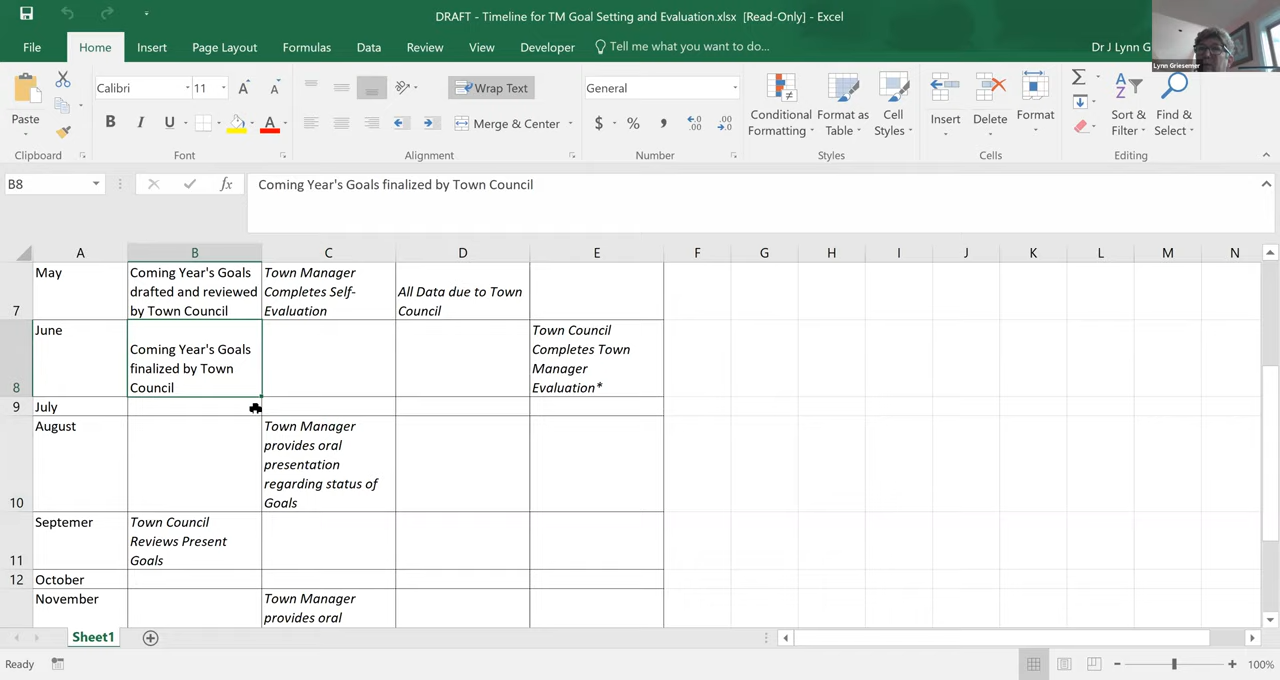 DRAFT - Timeline for TM Goal Setting and Evaluation.xlsx [Read-Only] - Excel
File Home Insert Page Layout Formulas Data Review View Developer Tell me what you want to do... Dr J Lynn G
Lynn Griesemer
Calibri 11 Wrap Text General
Paste B I U Merge & Center $ % Conditional Formatting Format as Table Cell Styles Insert Delete Format Sort & Filter Find & Select
Clipboard Font Alignment Number Styles Cells Editing
B8 fx Coming Year's Goals finalized by Town Council
A B C D E F G H I J K L M N
7 May
Coming Year's Goals
drafted and reviewed
by Town Council
Town Manager
Completes Self-
Evaluation
All Data due to Town
Council
8 June
Coming Year's Goals
finalized by Town
Council
Town Council
Completes Town
Manager
Evaluation*
9 July
10 August
Town Manager
provides oral
presentation
regarding status of
Goals
11 Septemer
Town Council
Reviews Present
Goals
12 October
November
Town Manager
provides oral
Sheet1
Ready 100%